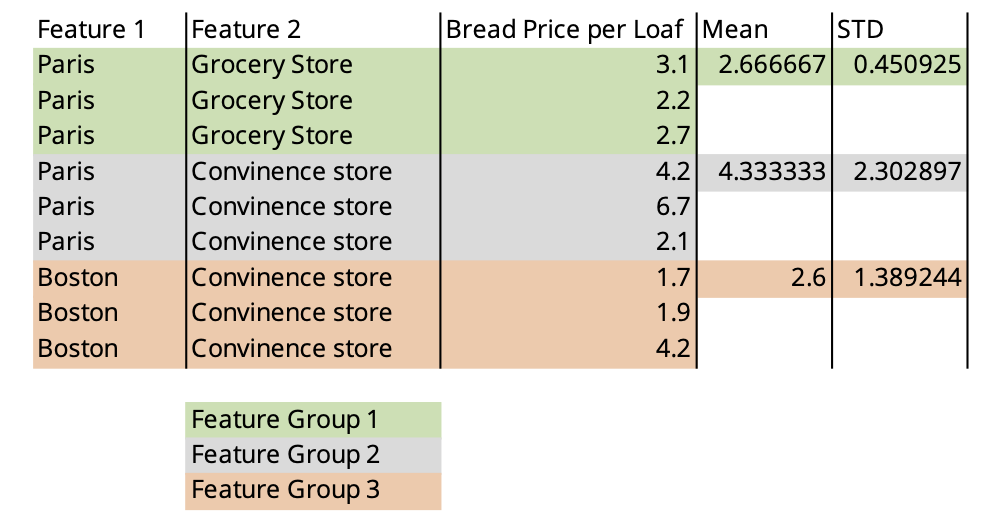 Feature 1 Feature 2 Bread Price per Loaf Mean STD
Paris Grocery Store 3.1 2.666667 0.450925
Paris Grocery Store 2.2
Paris Grocery Store 2.7
Paris Convinence store 4.2 4.333333 2.302897
Paris Convinence store 6.7
Paris Convinence store 2.1
Boston Convinence store 1.7 2.6 1.389244
Boston Convinence store 1.9
Boston Convinence store 4.2
Feature Group 1
Feature Group 2
Feature Group 3